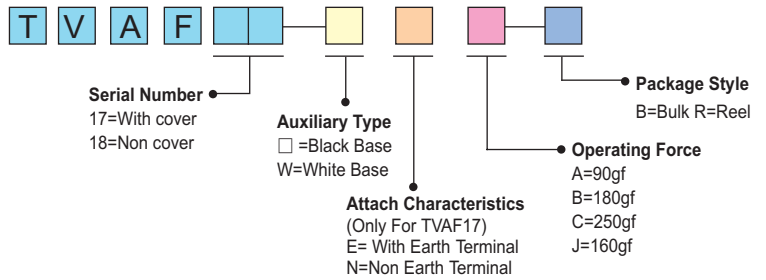 T V A F
Serial Number
17=With cover
18=Non cover
Auxiliary Type
□ =Black Base
W=White Base
Attach Characteristics
(Only For TVAF17)
E= With Earth Terminal
N=Non Earth Terminal
Package Style
B=Bulk R=Reel
Operating Force
A=90gf
B=180gf
C=250gf
J=160gf